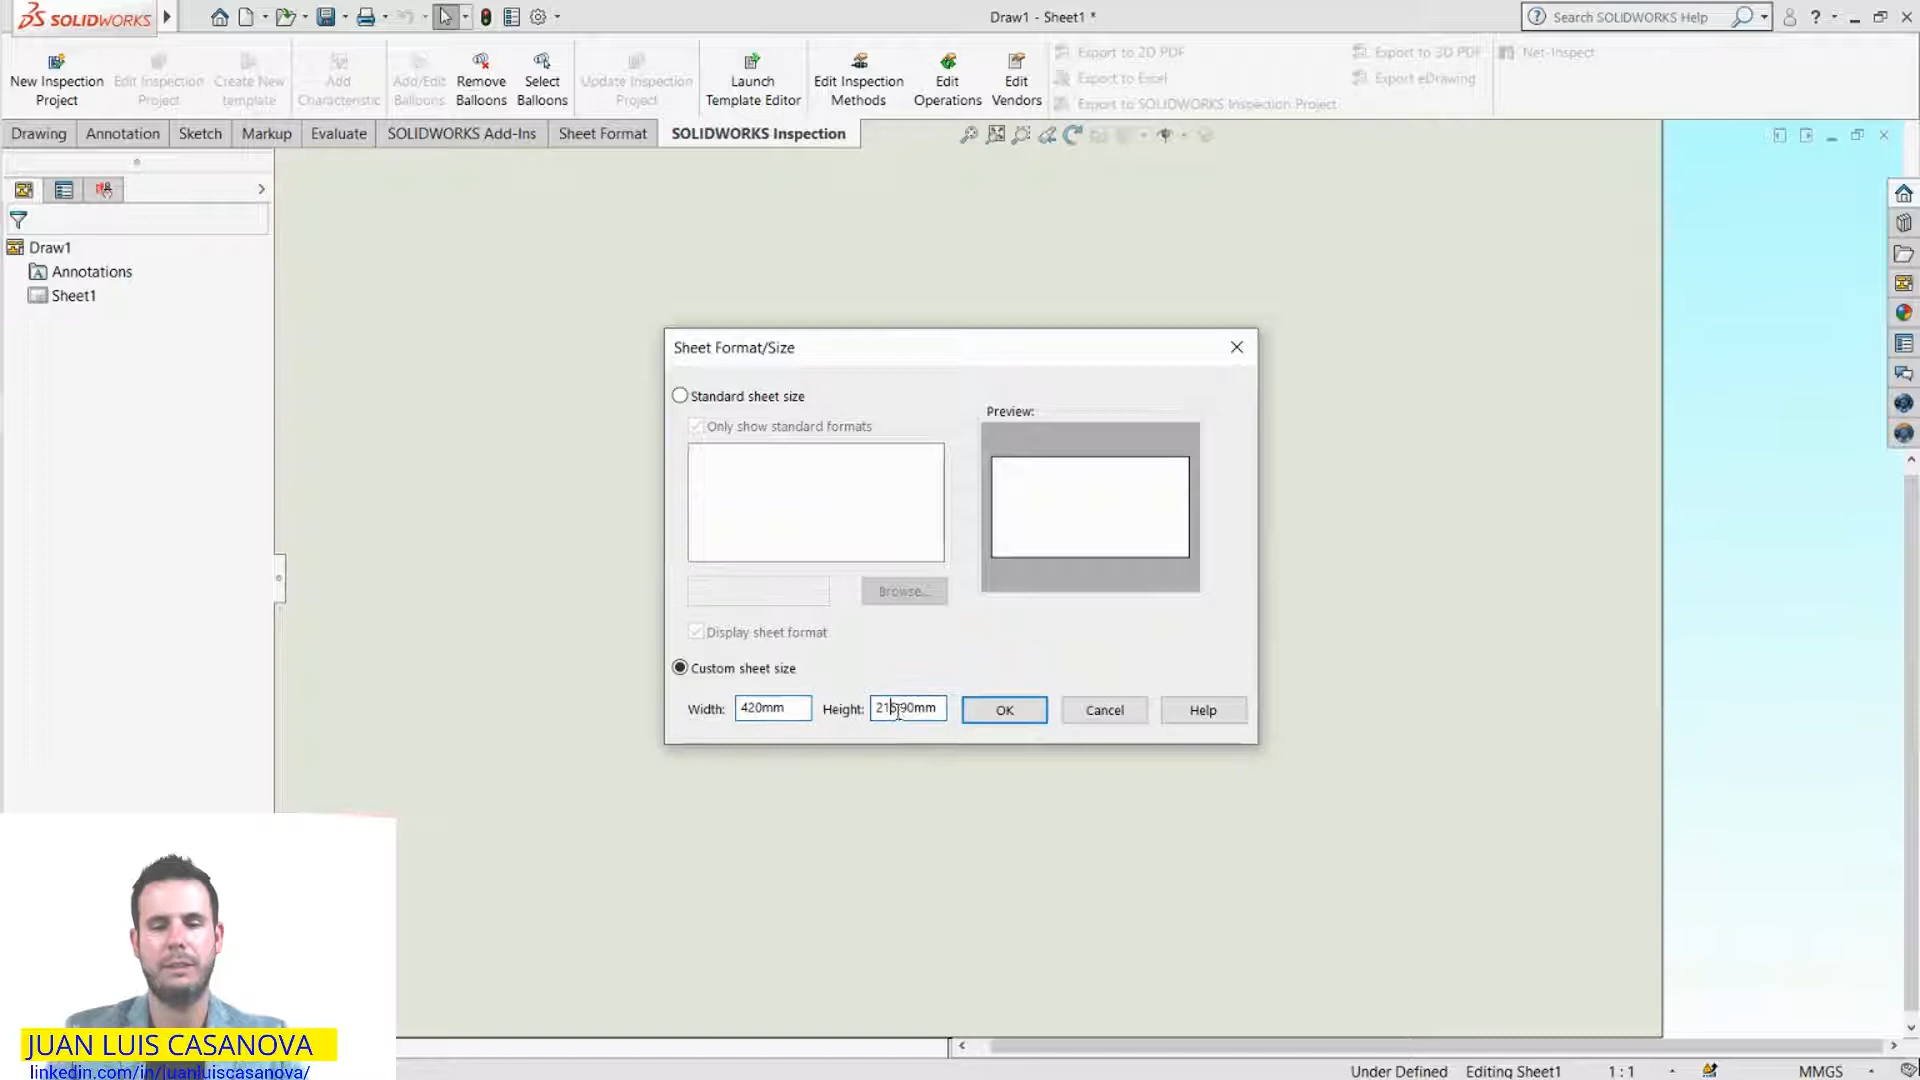 SOLIDWORKS
Draw1 - Sheet1 *
Search SOLIDWORKS Help
New Inspection Project
Edit Inspection Project
Create New template
Add Characteristic
Add/Edit Balloons
Remove Balloons
Select Balloons
Update Inspection Project
Launch Template Editor
Edit Inspection Methods
Edit Operations
Edit Vendors
Export to 2D PDF
Export to Excel
Export to SOLIDWORKS Inspection Project
Export to 3D PDF
Export eDrawing
Net-Inspect
Drawing
Annotation
Sketch
Markup
Evaluate
SOLIDWORKS Add-Ins
Sheet Format
SOLIDWORKS Inspection
Draw1
Annotations
Sheet1
Sheet Format/Size
Standard sheet size
Only show standard formats
Preview:
Browse...
Display sheet format
Custom sheet size
Width: 420mm Height: OK Cancel Help
JUAN LUIS CASANOVA
linkedin.com/in/juanluiscasanova/
Under Defined Editing Sheet1 1:1 MMGS